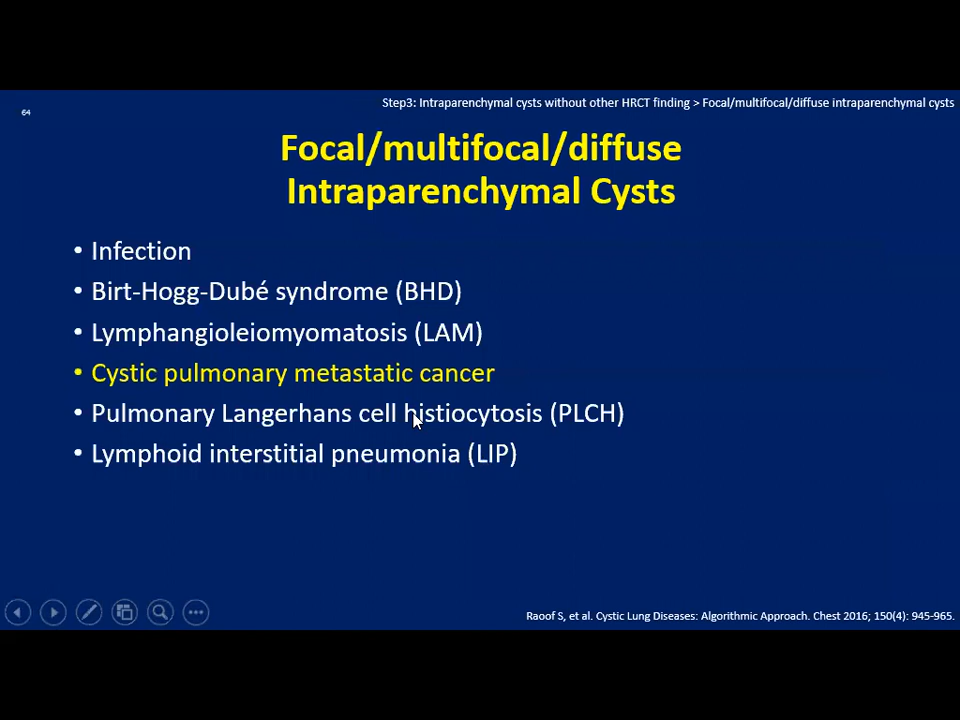 Step3: Intraparenchymal cysts without other HRCT finding > Focal/multifocal/diffuse intraparenchymal cysts
64
Focal/multifocal/diffuse
Intraparenchymal Cysts
• Infection
• Birt-Hogg-Dubé syndrome (BHD)
• Lymphangioleiomyomatosis (LAM)
• Cystic pulmonary metastatic cancer
• Pulmonary Langerhans cell histiocytosis (PLCH)
• Lymphoid interstitial pneumonia (LIP)
Raoof S, et al. Cystic Lung Diseases: Algorithmic Approach. Chest 2016; 150(4): 945-965.